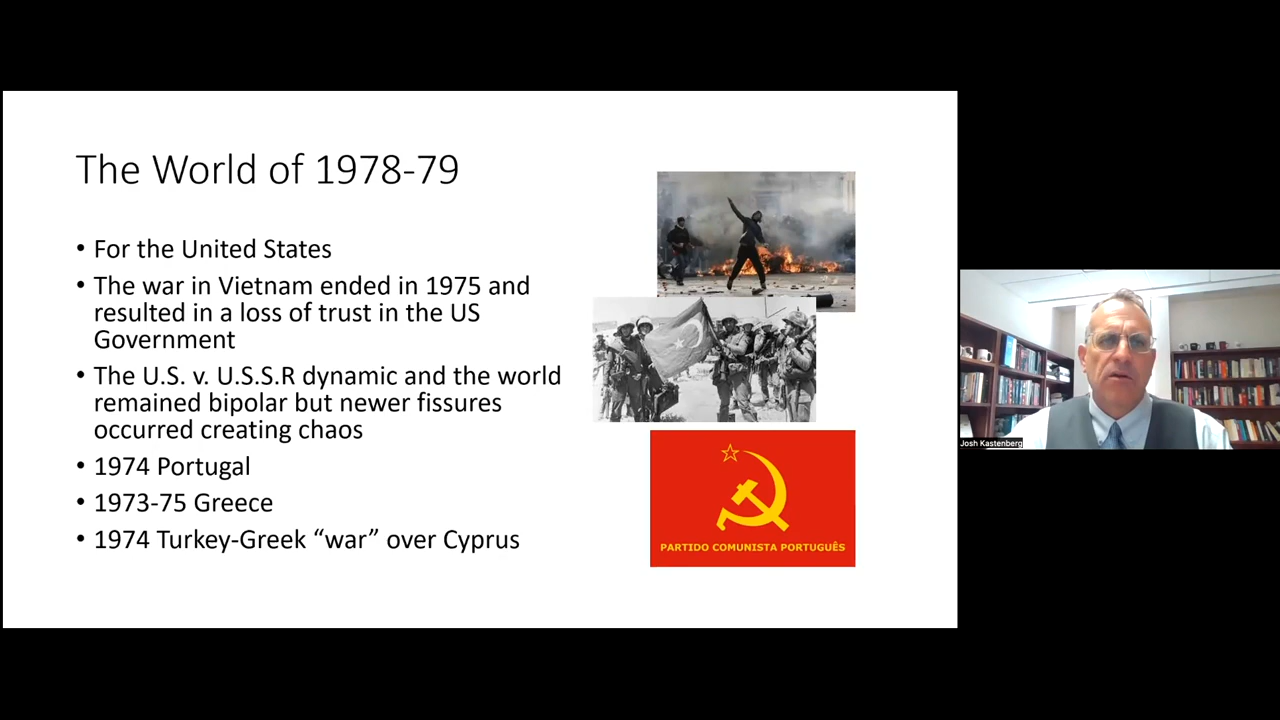 The World of 1978-79
• For the United States
• The war in Vietnam ended in 1975 and
resulted in a loss of trust in the US
Government
• The U.S. v. U.S.S.R dynamic and the world
remained bipolar but newer fissures
occurred creating chaos
• 1974 Portugal
• 1973-75 Greece
• 1974 Turkey-Greek “war” over Cyprus
PARTIDO COMUNISTA PORTUGUÊS
Josh Kastenberg